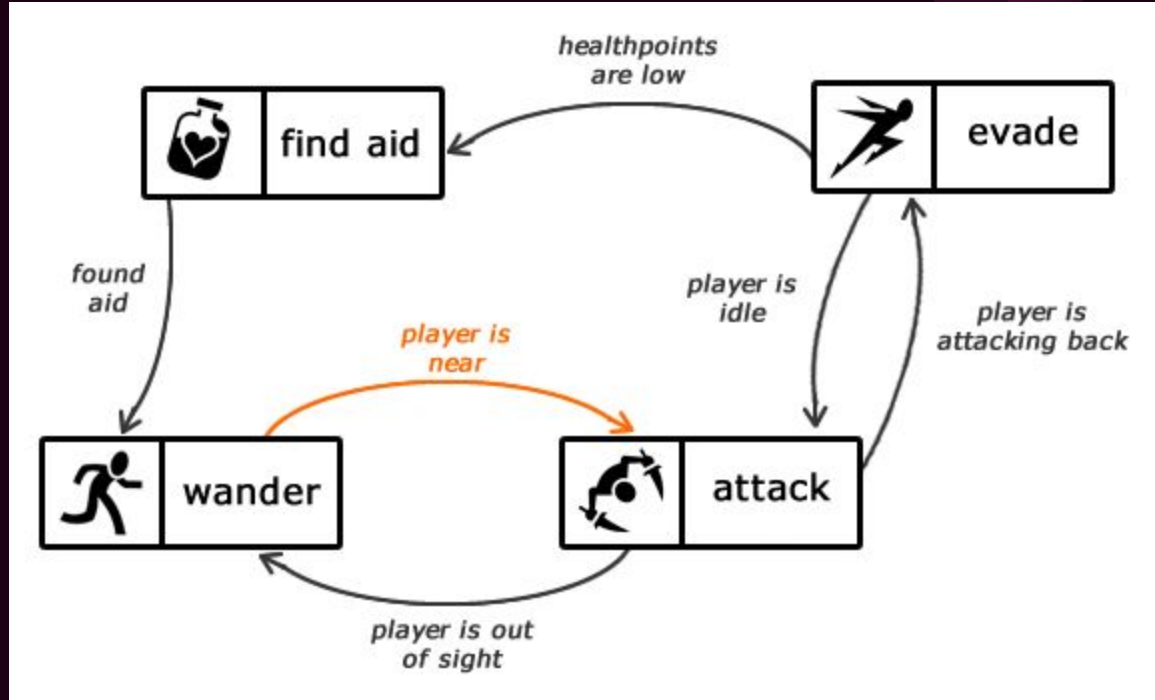 healthpoints
are low
find aid
evade
found
aid
player is
idle
player is
attacking back
player is
near
wander
attack
player is out
of sight